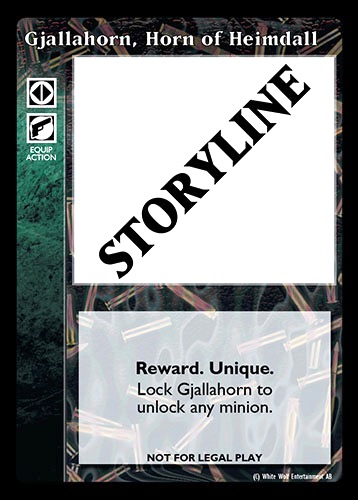 Gjallahorn, Horn of Heimdall
EQUIP
ACTION
STORYLINE
Reward. Unique.
Lock Gjallahorn to
unlock any minion.
NOT FOR LEGAL PLAY
(C) White Wolf Entertainment AB